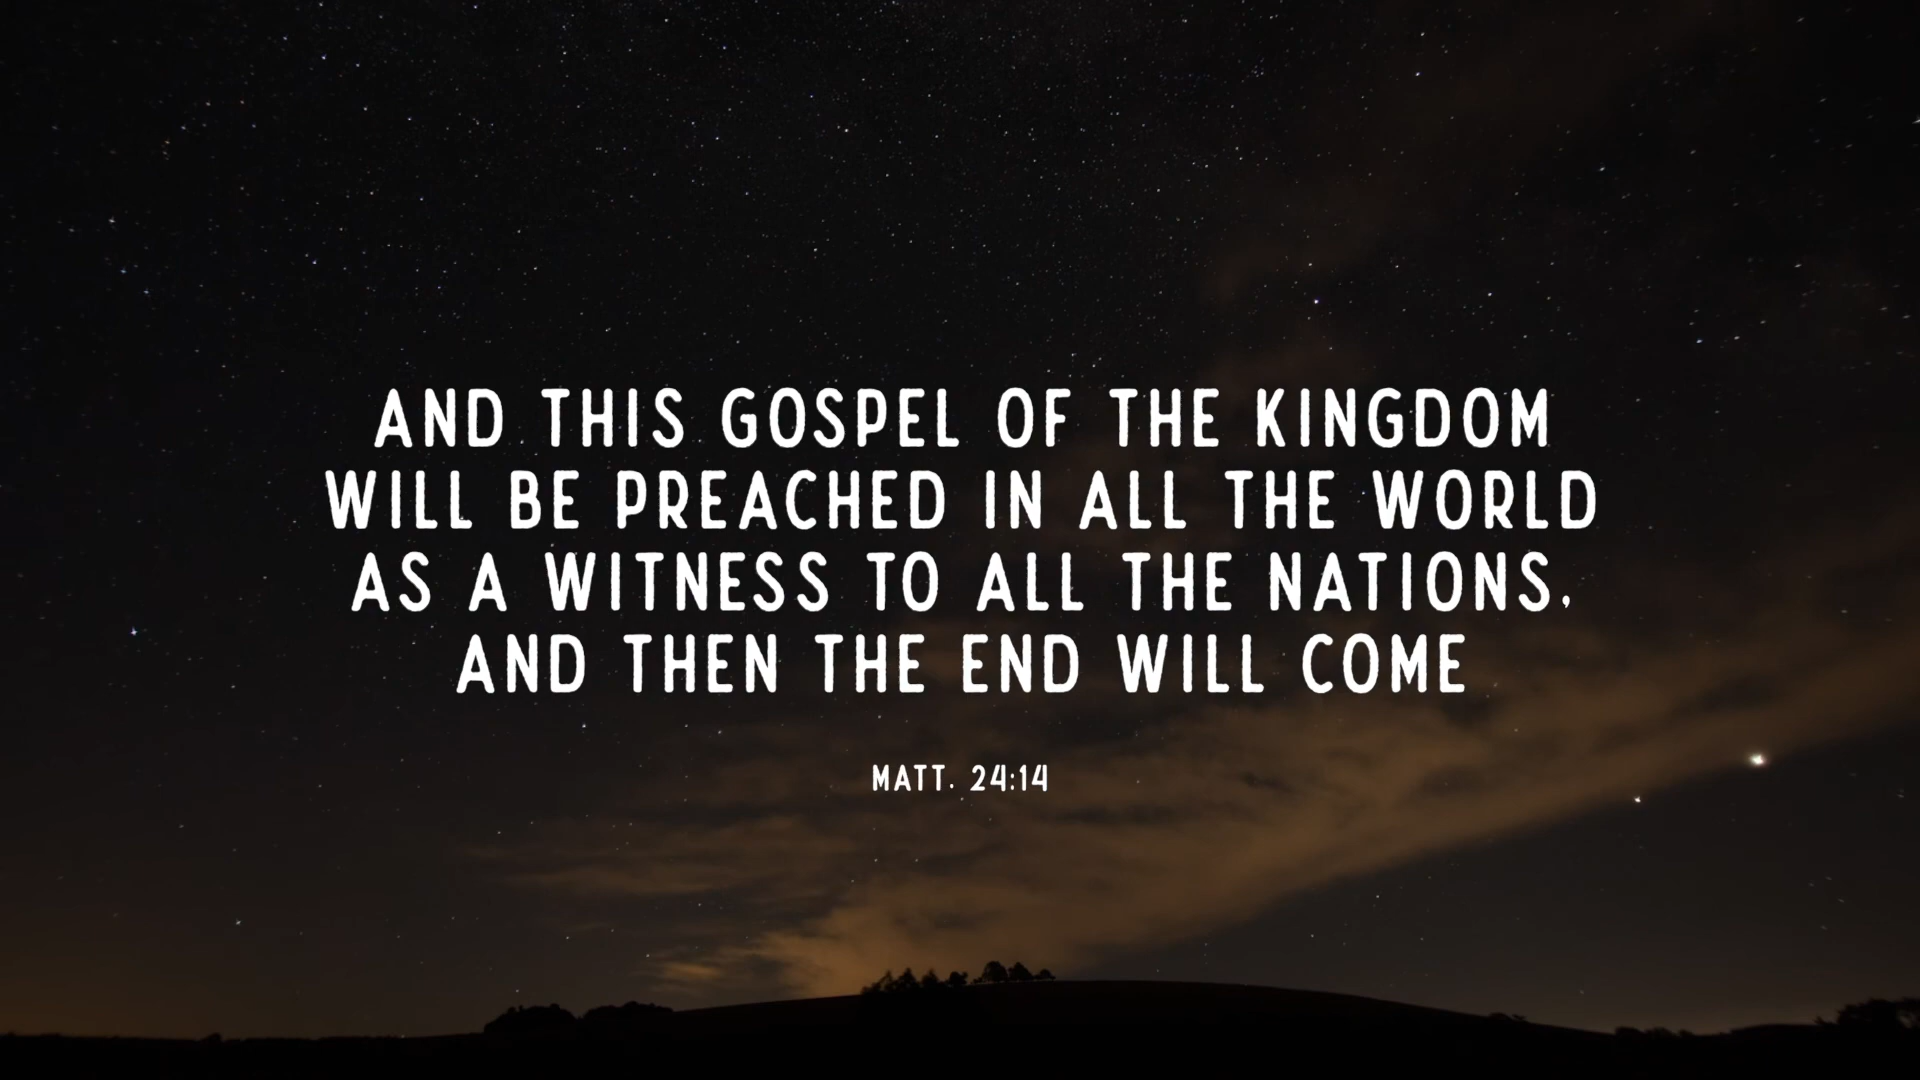 AND THIS GOSPEL OF THE KINGDOM
WILL BE PREACHED IN ALL THE WORLD
AS A WITNESS TO ALL THE NATIONS,
AND THEN THE END WILL COME
MATT. 24:14